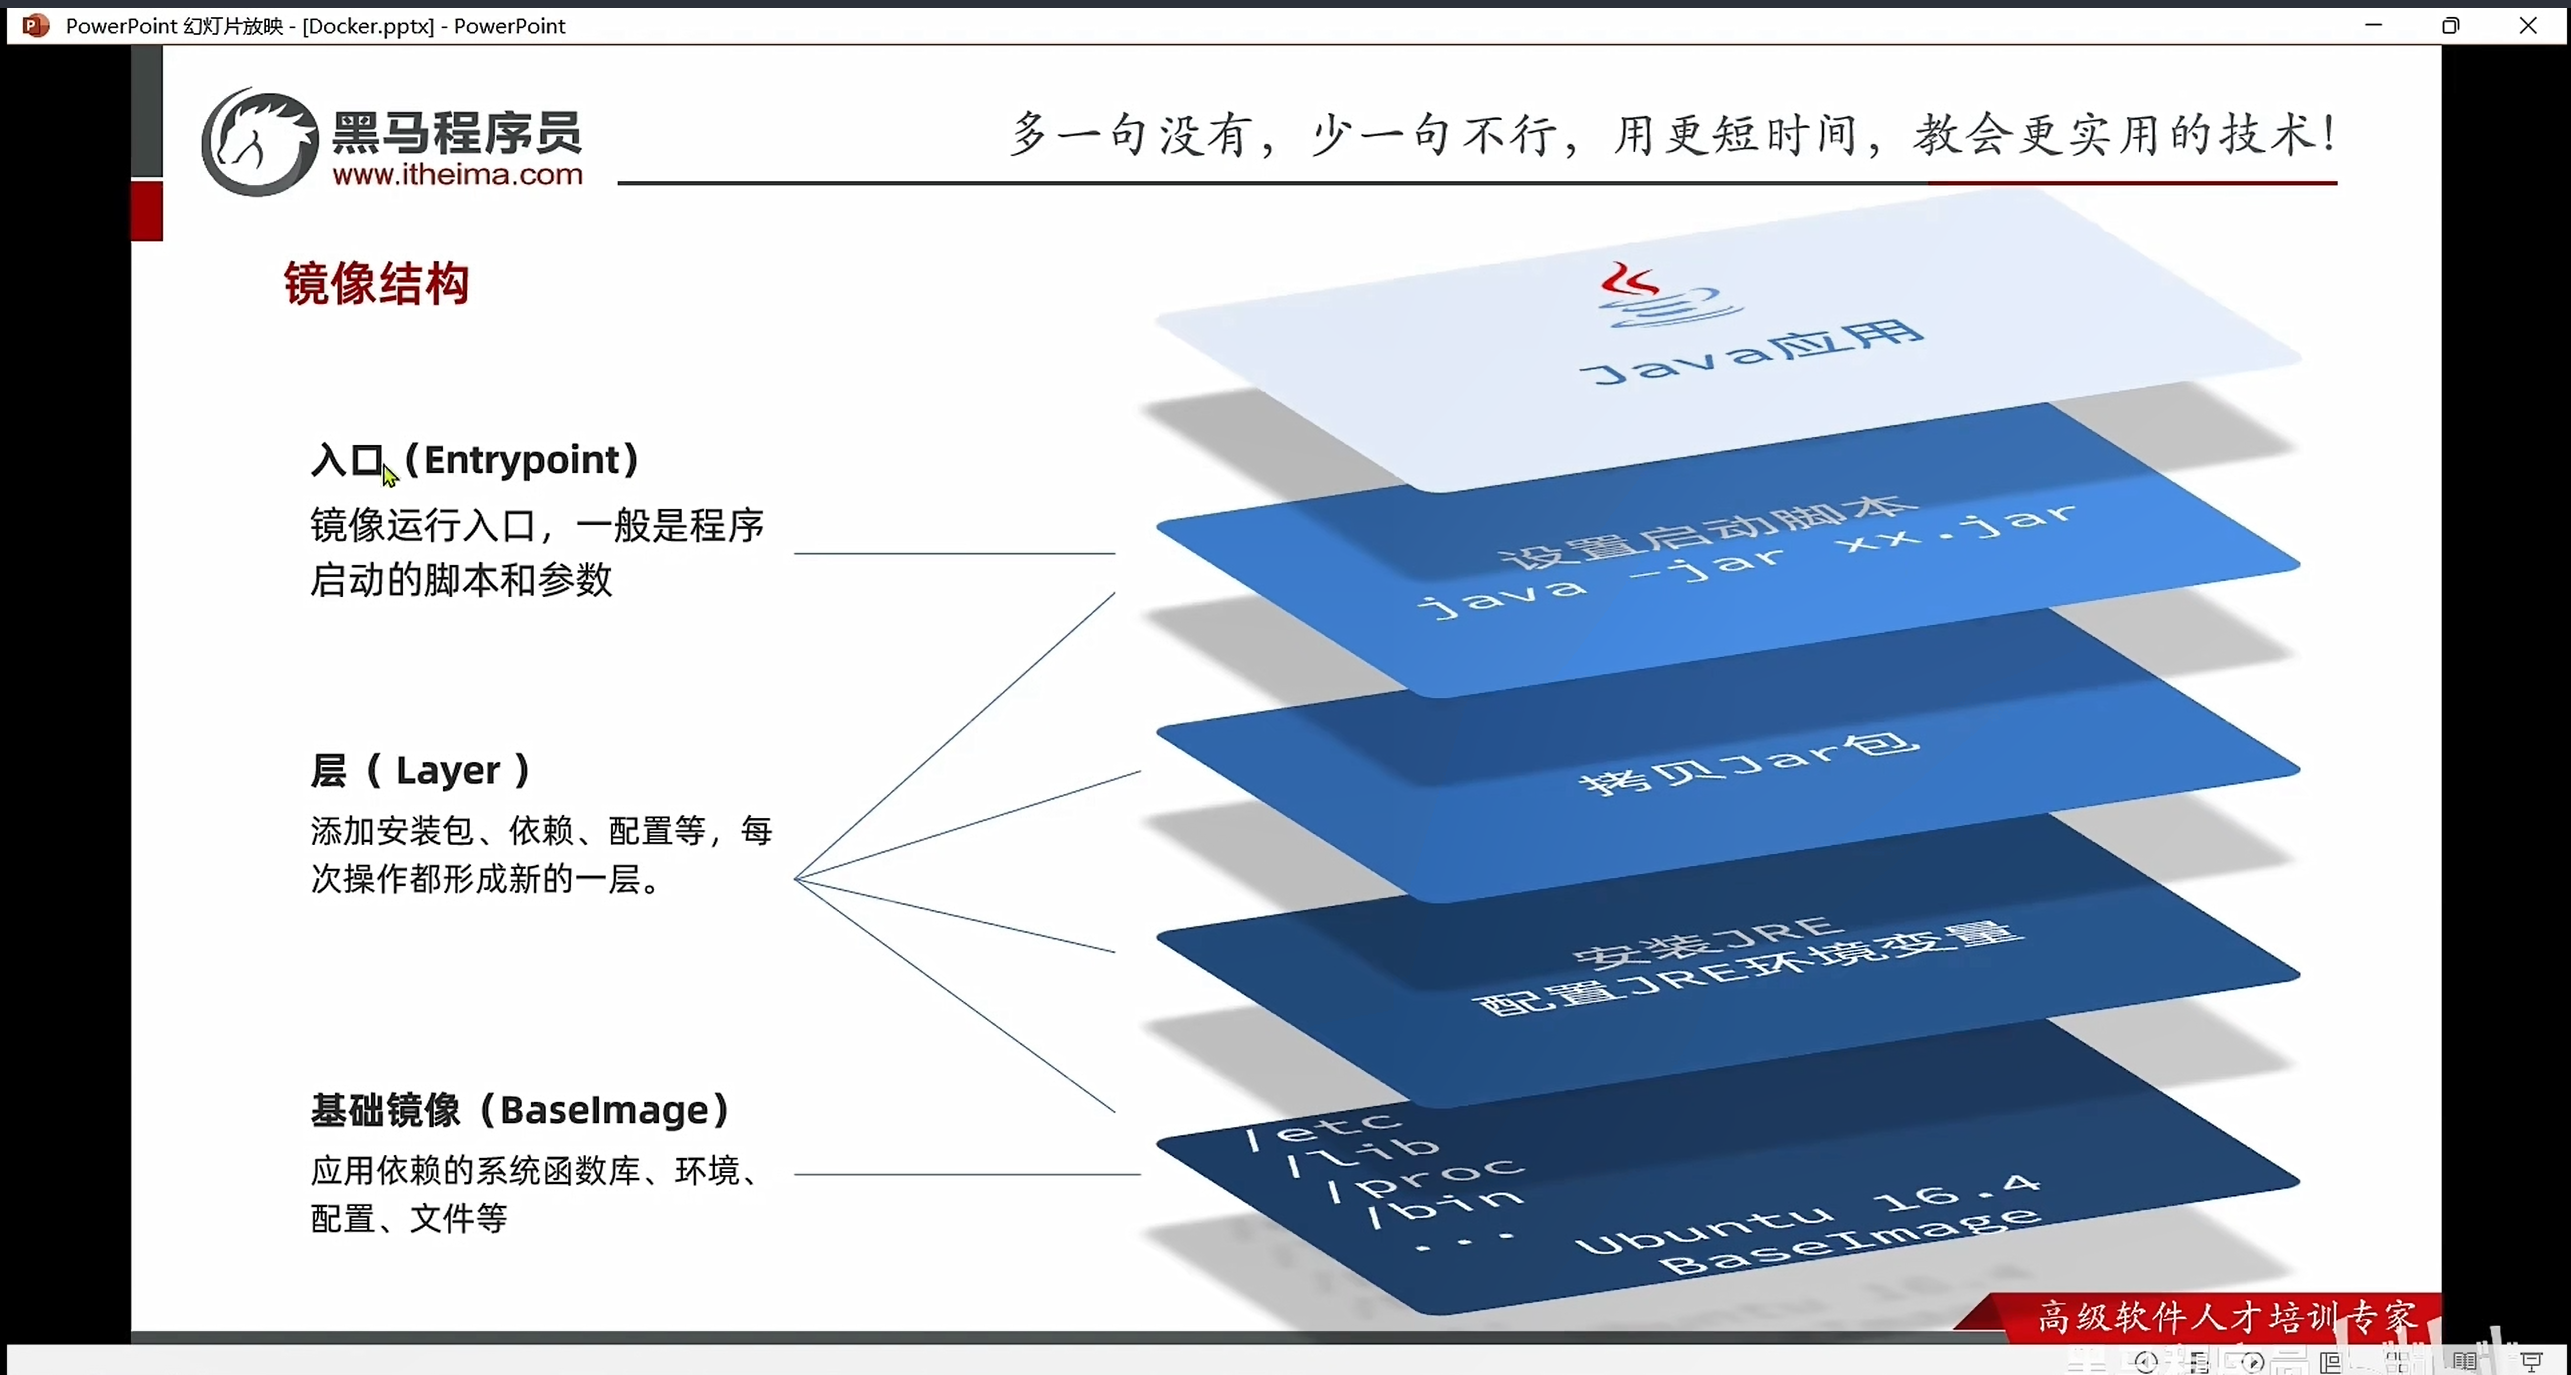 PowerPoint 幻灯片放映 - [Docker.pptx] - PowerPoint
黑马程序员
www.itheima.com
多一句没有，少一句不行，用更短时间，教会更实用的技术！
镜像结构
入口（Entrypoint）
镜像运行入口，一般是程序
启动的脚本和参数
层（ Layer ）
添加安装包、依赖、配置等，每
次操作都形成新的一层。
基础镜像（BaseImage）
应用依赖的系统函数库、环境、
配置、文件等
Java应用
设置启动脚本
java -jar xx.jar
拷贝Jar包
安装JRE
配置JRE环境变量
/etc
/lib
/proc
/bin
...
Ubuntu 16.4
BaseImage
高级软件人才培训专家